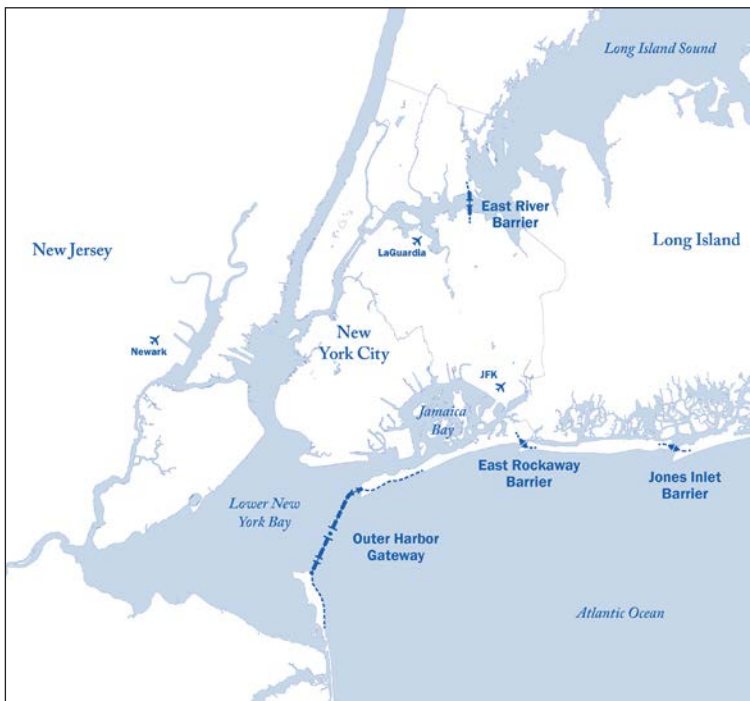 Long Island Sound
East River
Barrier
New Jersey
LaGuardia
Long Island
Newark
New
York City
JFK
Jamaica
Bay
East Rockaway
Barrier
Jones Inlet
Barrier
Lower New
York Bay
Outer Harbor
Gateway
Atlantic Ocean